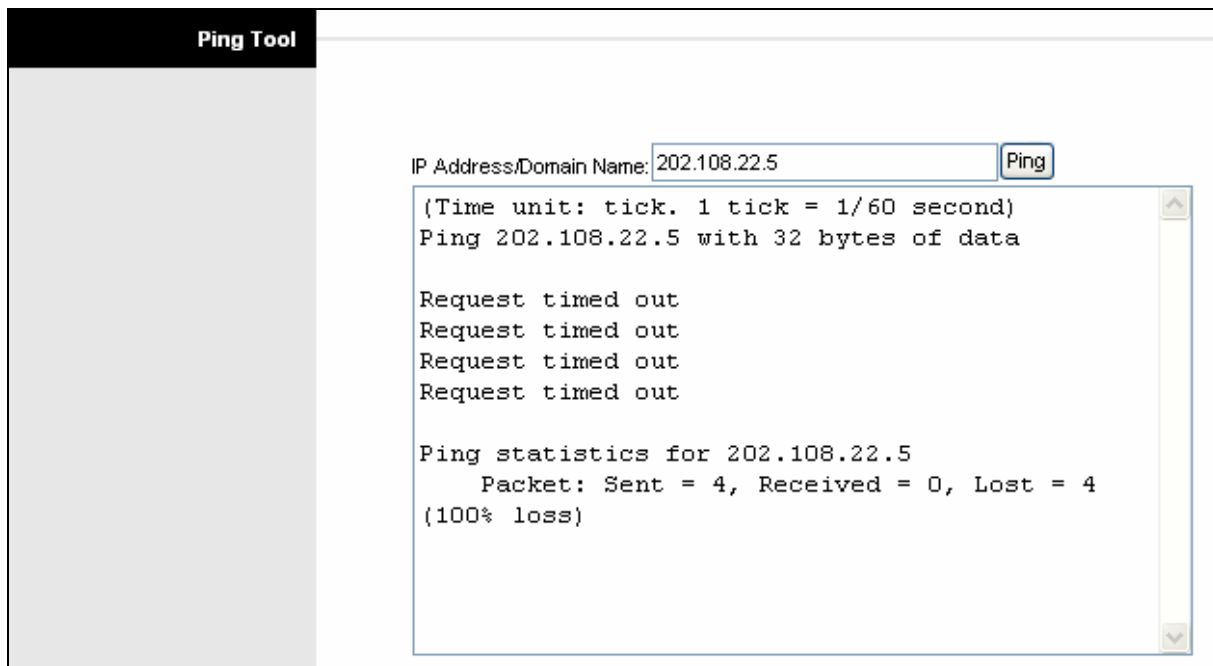 Ping Tool
IP Address/Domain Name: 202.108.22.5 Ping
(Time unit: tick. 1 tick = 1/60 second)
Ping 202.108.22.5 with 32 bytes of data
Request timed out
Request timed out
Request timed out
Request timed out
Ping statistics for 202.108.22.5
Packet: Sent = 4, Received = 0, Lost = 4
(100% loss)